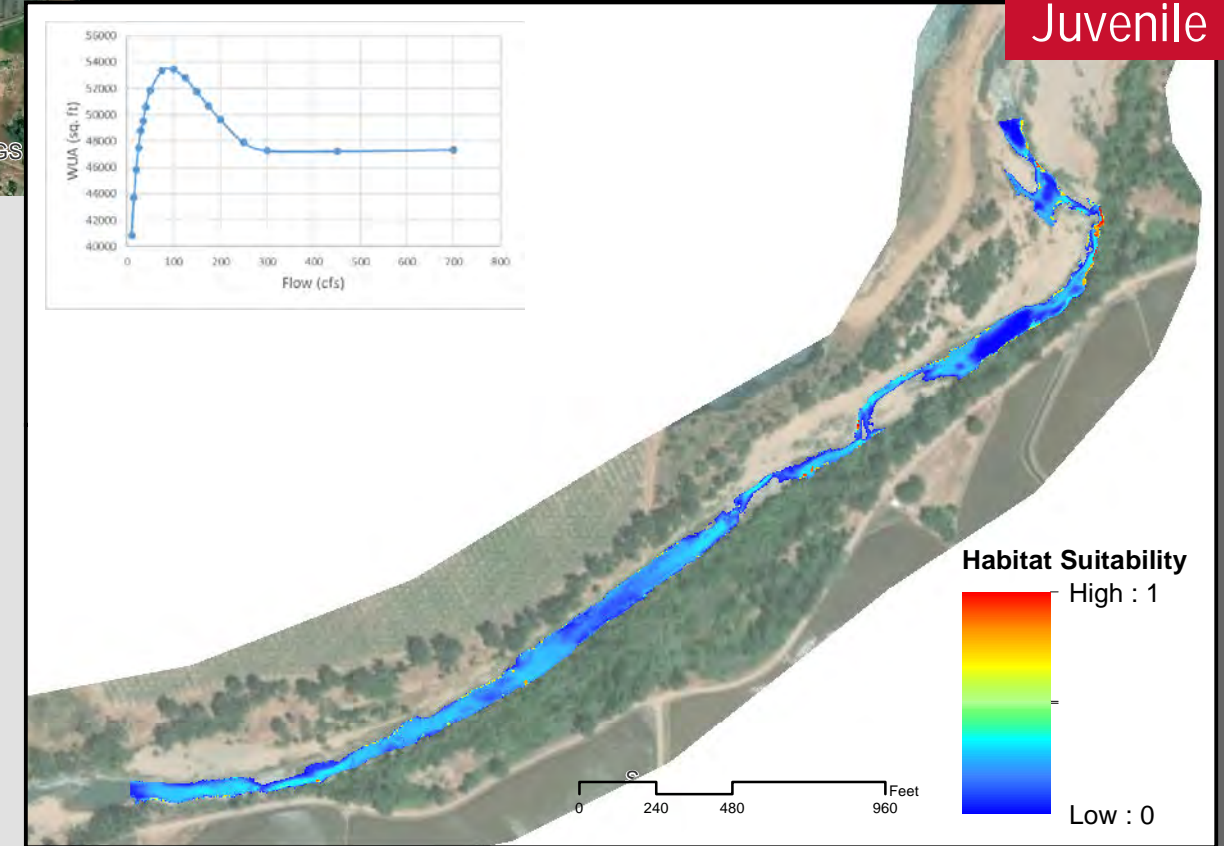 Juvenile
56000
54000
52000
50000
48000
46000
44000
42000
40000
WUA (sq. ft)
0 100 200 300 400 500 600 700 800
Flow (cfs)
GS
Habitat Suitability
High : 1
=
Low : 0
S
Feet
0 240 480 960